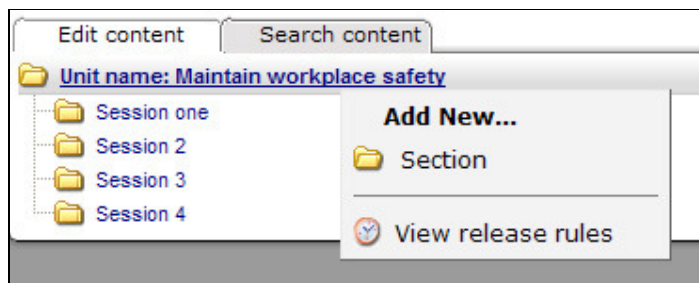 Edit content
Search content
Unit name: Maintain workplace safety
Session one
Session 2
Session 3
Session 4
Add New...
Section
View release rules